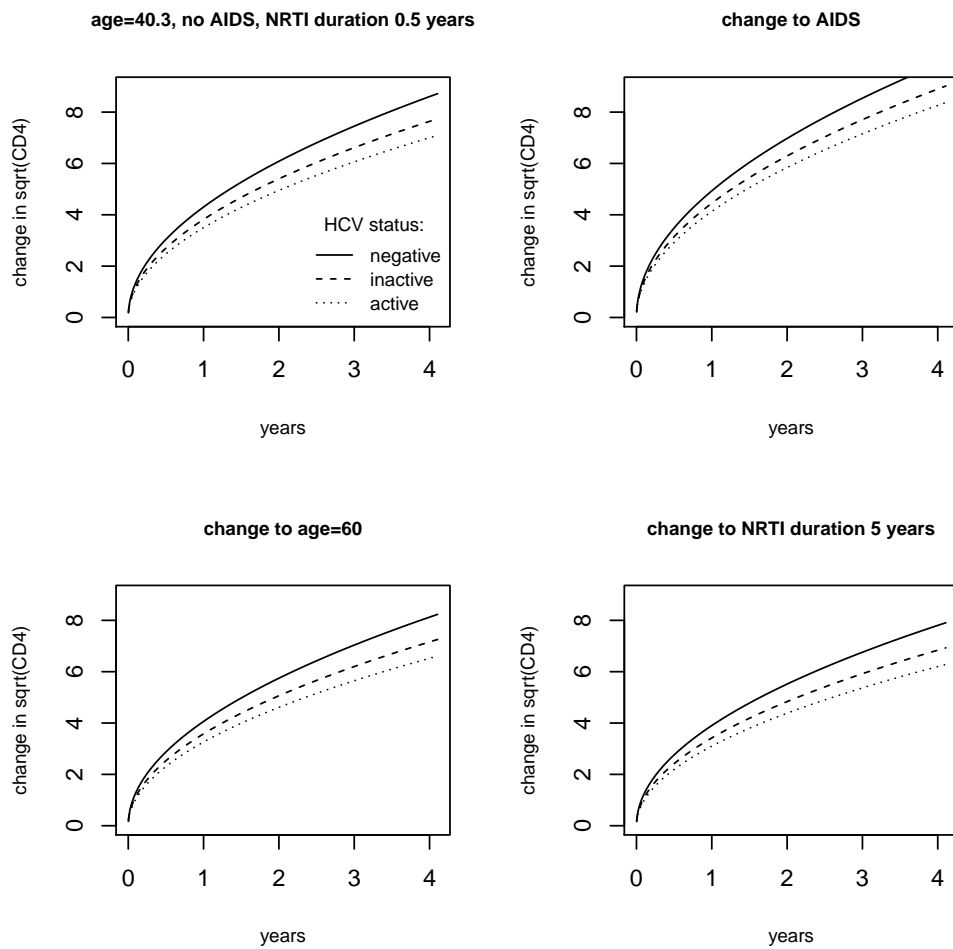 age=40.3, no AIDS, NRTI duration 0.5 years
change in sqrt(CD4)
8
6
4
2
0
HCV status:
negative
inactive
active
0 1 2 3 4
years
change to AIDS
change in sqrt(CD4)
8
6
4
2
0
0 1 2 3 4
years
change to age=60
change in sqrt(CD4)
8
6
4
2
0
0 1 2 3 4
years
change to NRTI duration 5 years
change in sqrt(CD4)
8
6
4
2
0
0 1 2 3 4
years